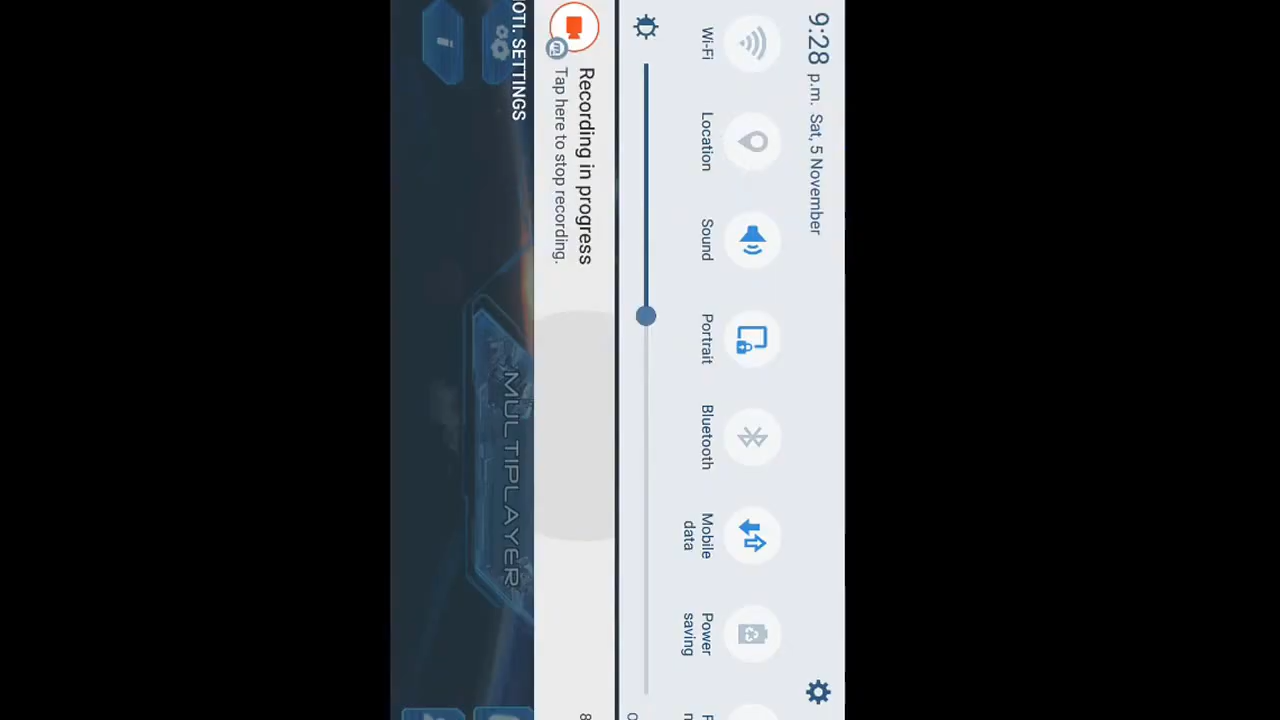 9:28 p.m. Sat, 5 November
Wi-Fi
Location
Sound
Portrait
Bluetooth
Mobile data
Power saving
Recording in progress
Tap here to stop recording.
SETTINGS
MULTIPLAYER